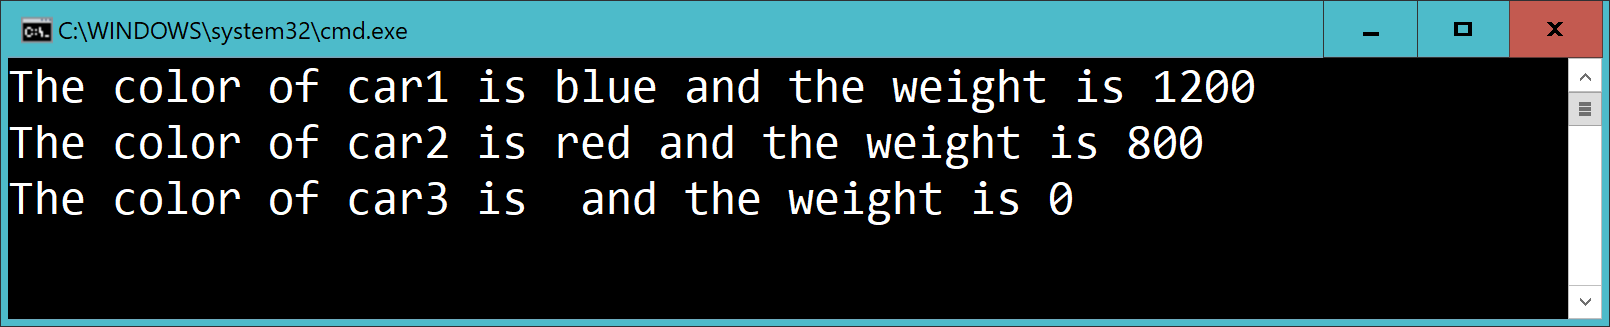 C:\WINDOWS\system32\cmd.exe
The color of car1 is blue and the weight is 1200
The color of car2 is red and the weight is 800
The color of car3 is  and the weight is 0